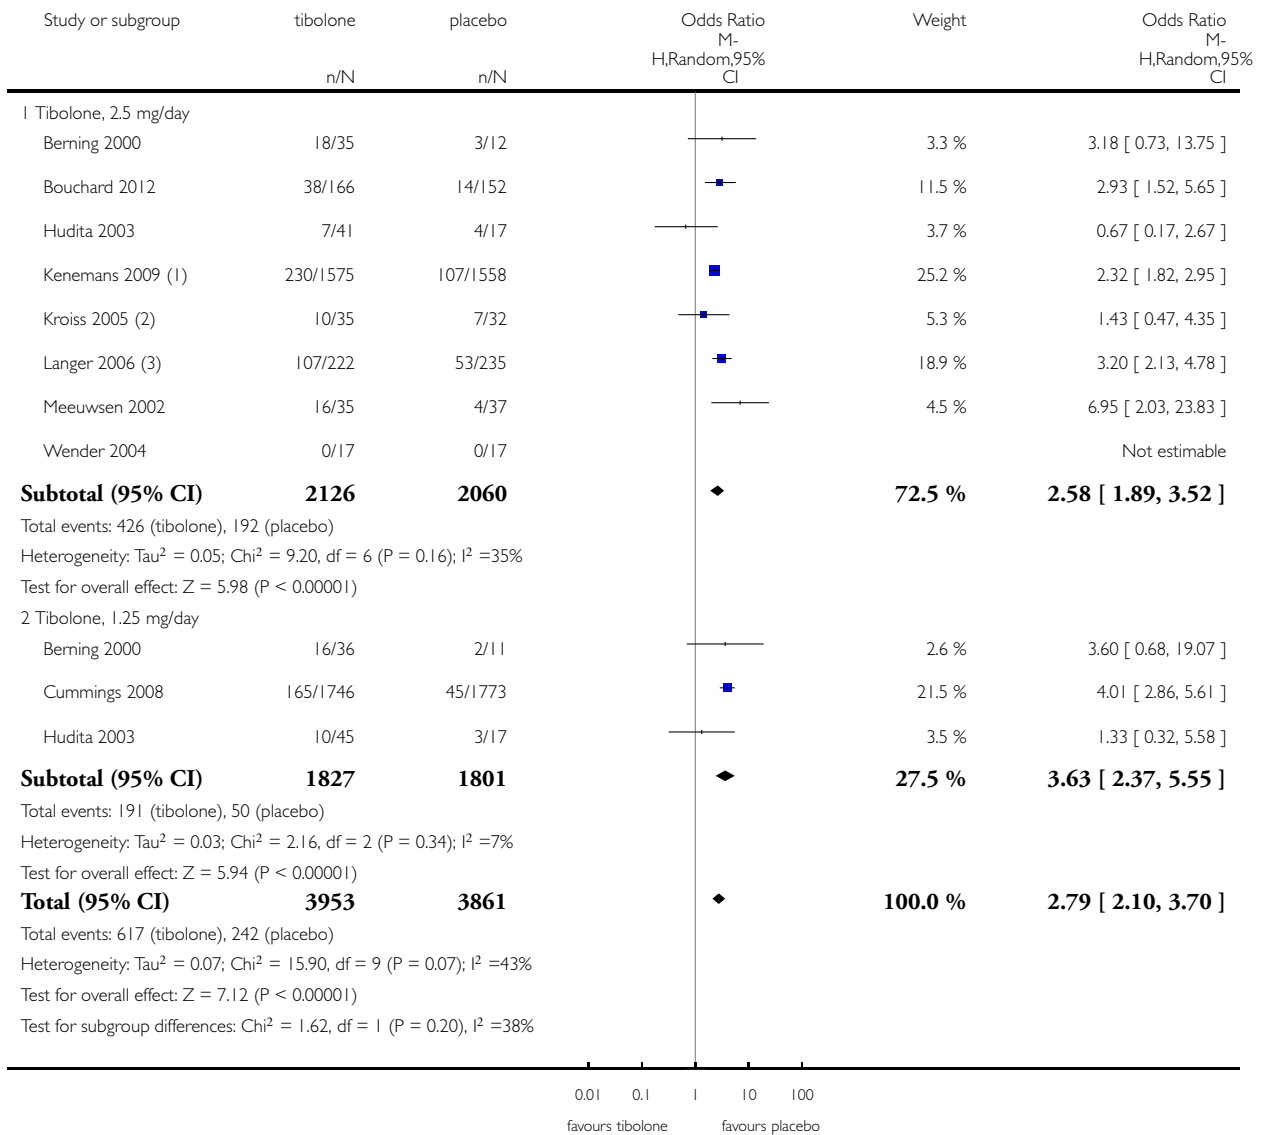 Study or subgroup tibolone placebo Odds Ratio Weight Odds Ratio
M- M-
H,Random,95% H,Random,95%
n/N n/N CI CI
1 Tibolone, 2.5 mg/day
Berning 2000 18/35 3/12 3.3 % 3.18 [ 0.73, 13.75 ]
Bouchard 2012 38/166 14/152 11.5 % 2.93 [ 1.52, 5.65 ]
Hudita 2003 7/41 4/17 3.7 % 0.67 [ 0.17, 2.67 ]
Kenemans 2009 (1) 230/1575 107/1558 25.2 % 2.32 [ 1.82, 2.95 ]
Kroiss 2005 (2) 10/35 7/32 5.3 % 1.43 [ 0.47, 4.35 ]
Langer 2006 (3) 107/222 53/235 18.9 % 3.20 [ 2.13, 4.78 ]
Meeuwsen 2002 16/35 4/37 4.5 % 6.95 [ 2.03, 23.83 ]
Wender 2004 0/17 0/17 Not estimable
Subtotal (95% CI) 2126 2060 72.5 % 2.58 [ 1.89, 3.52 ]
Total events: 426 (tibolone), 192 (placebo)
Heterogeneity: Tau² = 0.05; Chi² = 9.20, df = 6 (P = 0.16); I² =35%
Test for overall effect: Z = 5.98 (P < 0.00001)
2 Tibolone, 1.25 mg/day
Berning 2000 16/36 2/11 2.6 % 3.60 [ 0.68, 19.07 ]
Cummings 2008 165/1746 45/1773 21.5 % 4.01 [ 2.86, 5.61 ]
Hudita 2003 10/45 3/17 3.5 % 1.33 [ 0.32, 5.58 ]
Subtotal (95% CI) 1827 1801 27.5 % 3.63 [ 2.37, 5.55 ]
Total events: 191 (tibolone), 50 (placebo)
Heterogeneity: Tau² = 0.03; Chi² = 2.16, df = 2 (P = 0.34); I² =7%
Test for overall effect: Z = 5.94 (P < 0.00001)
Total (95% CI) 3953 3861 100.0 % 2.79 [ 2.10, 3.70 ]
Total events: 617 (tibolone), 242 (placebo)
Heterogeneity: Tau² = 0.07; Chi² = 15.90, df = 9 (P = 0.07); I² =43%
Test for overall effect: Z = 7.12 (P < 0.00001)
Test for subgroup differences: Chi² = 1.62, df = 1 (P = 0.20), I² =38%
0.01 0.1 1 10 100
favours tibolone favours placebo